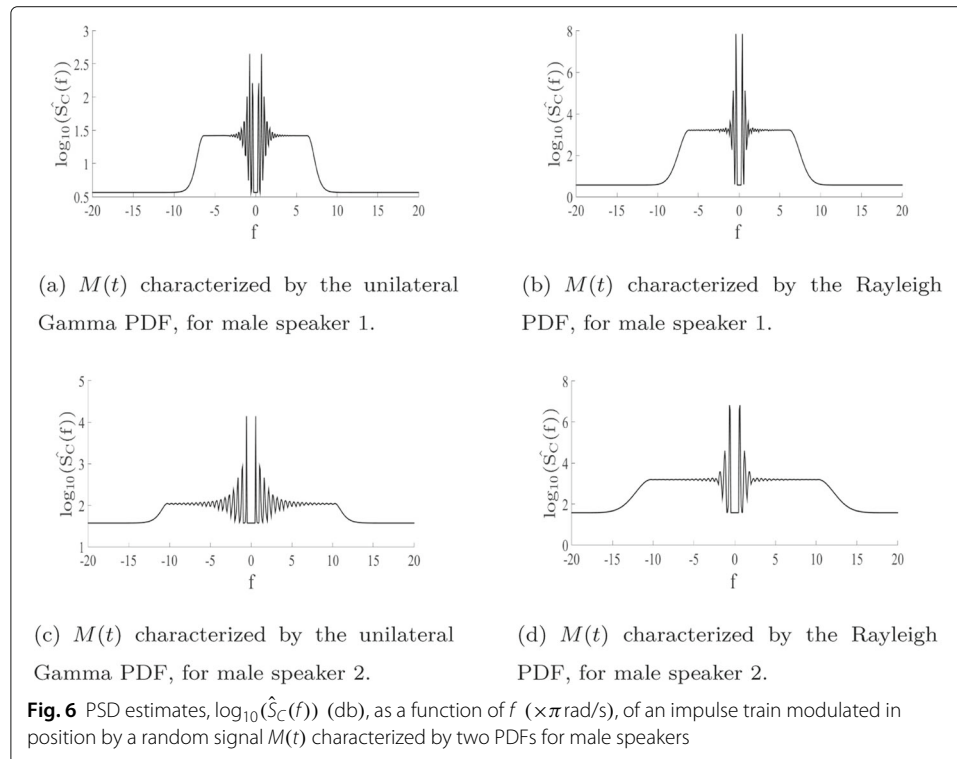 3
2.5
2
1.5
1
0.5
log₁₀(Ŝ_C(f))
-20 -15 -10 -5 0 5 10 15 20
f
(a) M(t) characterized by the unilateral
Gamma PDF, for male speaker 1.
8
6
4
2
0
log₁₀(Ŝ_C(f))
-20 -15 -10 -5 0 5 10 15 20
f
(b) M(t) characterized by the Rayleigh
PDF, for male speaker 1.
5
4
3
2
1
log₁₀(Ŝ_C(f))
-20 -15 -10 -5 0 5 10 15 20
f
(c) M(t) characterized by the unilateral
Gamma PDF, for male speaker 2.
8
6
4
2
0
log₁₀(Ŝ_C(f))
-20 -15 -10 -5 0 5 10 15 20
f
(d) M(t) characterized by the Rayleigh
PDF, for male speaker 2.
Fig. 6 PSD estimates, log₁₀(Ŝ_C(f)) (db), as a function of f (×π rad/s), of an impulse train modulated in
position by a random signal M(t) characterized by two PDFs for male speakers